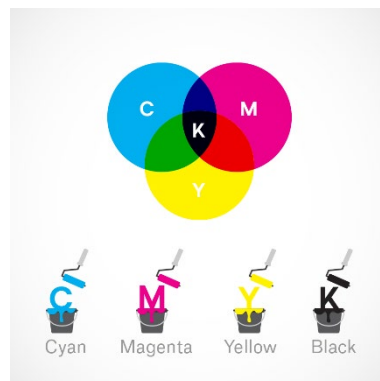 C M
K
Y
C M Y K
Cyan Magenta Yellow Black